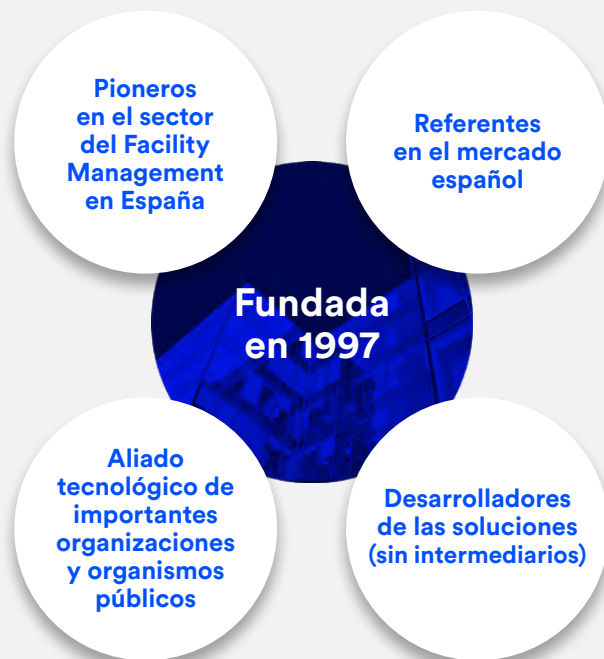 Pioneros
en el sector
del Facility
Management
en España
Referentes
en el mercado
español
Fundada
en 1997
Aliado
tecnológico de
importantes
organizaciones
y organismos
públicos
Desarrolladores
de las soluciones
(sin intermediarios)